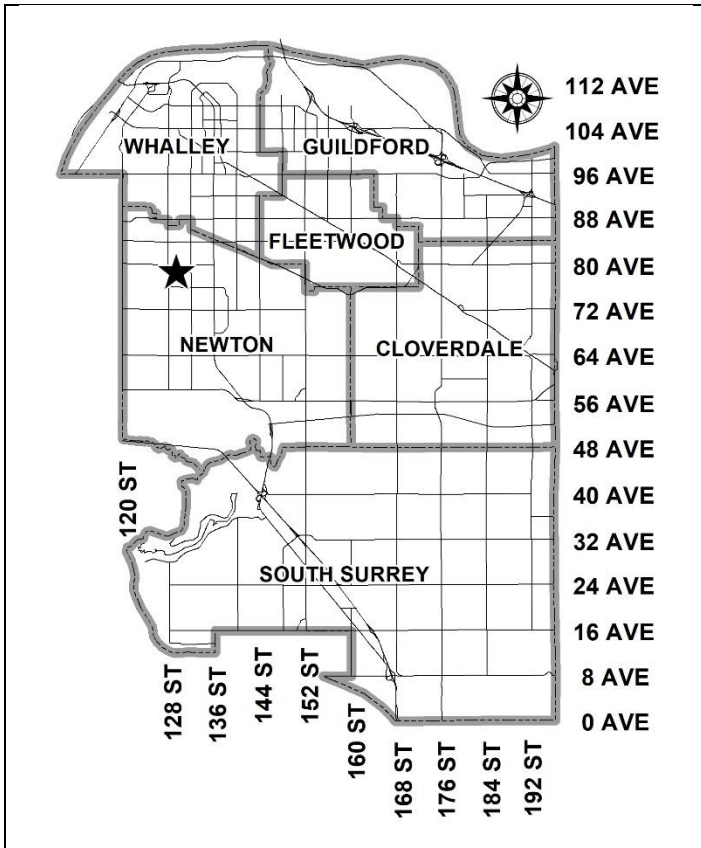 112 AVE
104 AVE
WHALLEY
GUILDFORD
96 AVE
88 AVE
FLEETWOOD
80 AVE
72 AVE
NEWTON
CLOVERDALE
64 AVE
56 AVE
48 AVE
120 ST
40 AVE
32 AVE
SOUTH SURREY
24 AVE
16 AVE
8 AVE
0 AVE
128 ST
136 ST
144 ST
152 ST
160 ST
168 ST
176 ST
184 ST
192 ST